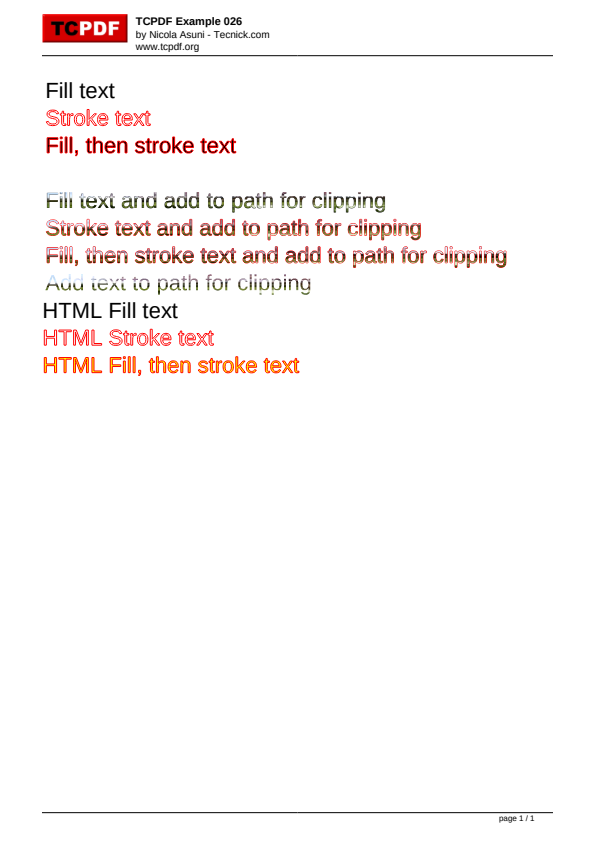 TCPDF
TCPDF Example 026
by Nicola Asuni - Tecnick.com
www.tcpdf.org
Fill text
Stroke text
Fill, then stroke text
Fill text and add to path for clipping
Stroke text and add to path for clipping
Fill, then stroke text and add to path for clipping
Add text to path for clipping
HTML Fill text
HTML Stroke text
HTML Fill, then stroke text
page 1 / 1